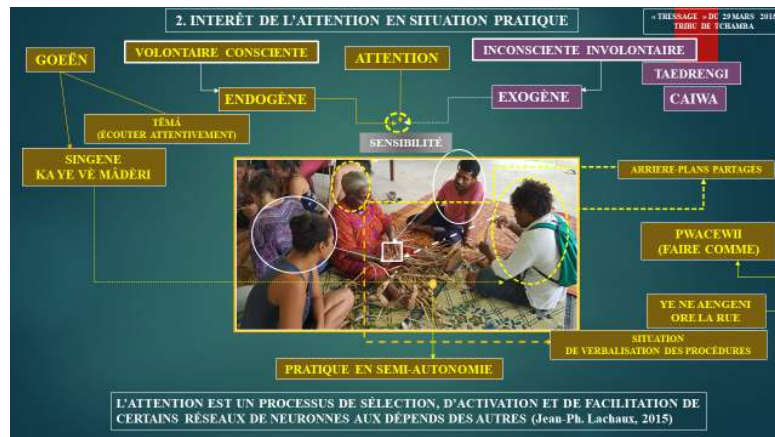 2. INTERÊT DE L'ATTENTION EN SITUATION PRATIQUE
« TRESSAGE » DU 29 MARS 2018
TRIBU DE TCHAMBA
VOLONTAIRE CONSCIENTE
ATTENTION
INCONSCIENTE INVOLONTAIRE
GOEËN
TAEDRENGI
ENDOGÈNE
EXOGÈNE
CAIWA
TËMÁ
(ÉCOUTER ATTENTIVEMENT)
SENSIBILITÉ
SINGENE
KA YE VÈ MÂDÈRI
ARRIERE-PLANS PARTAGÉS
PWACEWII
(FAIRE COMME)
YE NE AENGENI
ORE LA RUE
SITUATION
DE VERBALISATION DES PROCÉDURES
PRATIQUE EN SEMI-AUTONOMIE
L'ATTENTION EST UN PROCESSUS DE SÉLECTION, D'ACTIVATION ET DE FACILITATION DE
CERTAINS RÉSEAUX DE NEURONNES AUX DÉPENDS DES AUTRES (Jean-Ph. Lachaux, 2015)